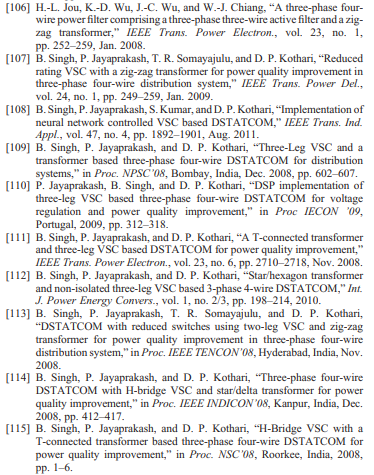 [106] H.-L. Jou, K.-D. Wu, J.-C. Wu, and W.-J. Chiang, “A three-phase four-
wire power filter comprising a three-phase three-wire active filter and a zig-
zag transformer,” IEEE Trans. Power Electron., vol. 23, no. 1,
pp. 252–259, Jan. 2008.
[107] B. Singh, P. Jayaprakash, T. R. Somayajulu, and D. P. Kothari, “Reduced
rating VSC with a zig-zag transformer for power quality improvement in
three-phase four-wire distribution system,” IEEE Trans. Power Del.,
vol. 24, no. 1, pp. 249–259, Jan. 2009.
[108] B. Singh, P. Jayaprakash, S. Kumar, and D. P. Kothari, “Implementation of
neural network controlled VSC based DSTATCOM,” IEEE Trans. Ind.
Appl., vol. 47, no. 4, pp. 1892–1901, Aug. 2011.
[109] B. Singh, P. Jayaprakash, and D. P. Kothari, “Three-Leg VSC and a
transformer based three-phase four-wire DSTATCOM for distribution
systems,” in Proc. NPSC’08, Bombay, India, Dec. 2008, pp. 602–607.
[110] P. Jayaprakash, B. Singh, and D. P. Kothari, “DSP implementation of
three-leg VSC based three-phase four-wire DSTATCOM for voltage
regulation and power quality improvement,” in Proc IECON ’09,
Portugal, 2009, pp. 312–318.
[111] B. Singh, P. Jayaprakash, and D. P. Kothari, “A T-connected transformer
and three-leg VSC based DSTATCOM for power quality improvement,”
IEEE Trans. Power Electron., vol. 23, no. 6, pp. 2710–2718, Nov. 2008.
[112] B. Singh, P. Jayaprakash, and D. P. Kothari, “Star/hexagon transformer
and non-isolated three-leg VSC based 3-phase 4-wire DSTATCOM,” Int.
J. Power Energy Convers., vol. 1, no. 2/3, pp. 198–214, 2010.
[113] B. Singh, P. Jayaprakash, T. R. Somayajulu, and D. P. Kothari,
“DSTATCOM with reduced switches using two-leg VSC and zig-zag
transformer for power quality improvement in three-phase four-wire
distribution system,” in Proc. IEEE TENCON’08, Hyderabad, India, Nov.
2008.
[114] B. Singh, P. Jayaprakash, and D. P. Kothari, “Three-phase four-wire
DSTATCOM with H-bridge VSC and star/delta transformer for power
quality improvement,” in Proc. IEEE INDICON’08, Kanpur, India, Dec.
2008, pp. 412–417.
[115] B. Singh, P. Jayaprakash, and D. P. Kothari, “H-Bridge VSC with a
T-connected transformer based three-phase four-wire DSTATCOM for
power quality improvement,” in Proc. NSC’08, Roorkee, India, 2008,
pp. 1–6.